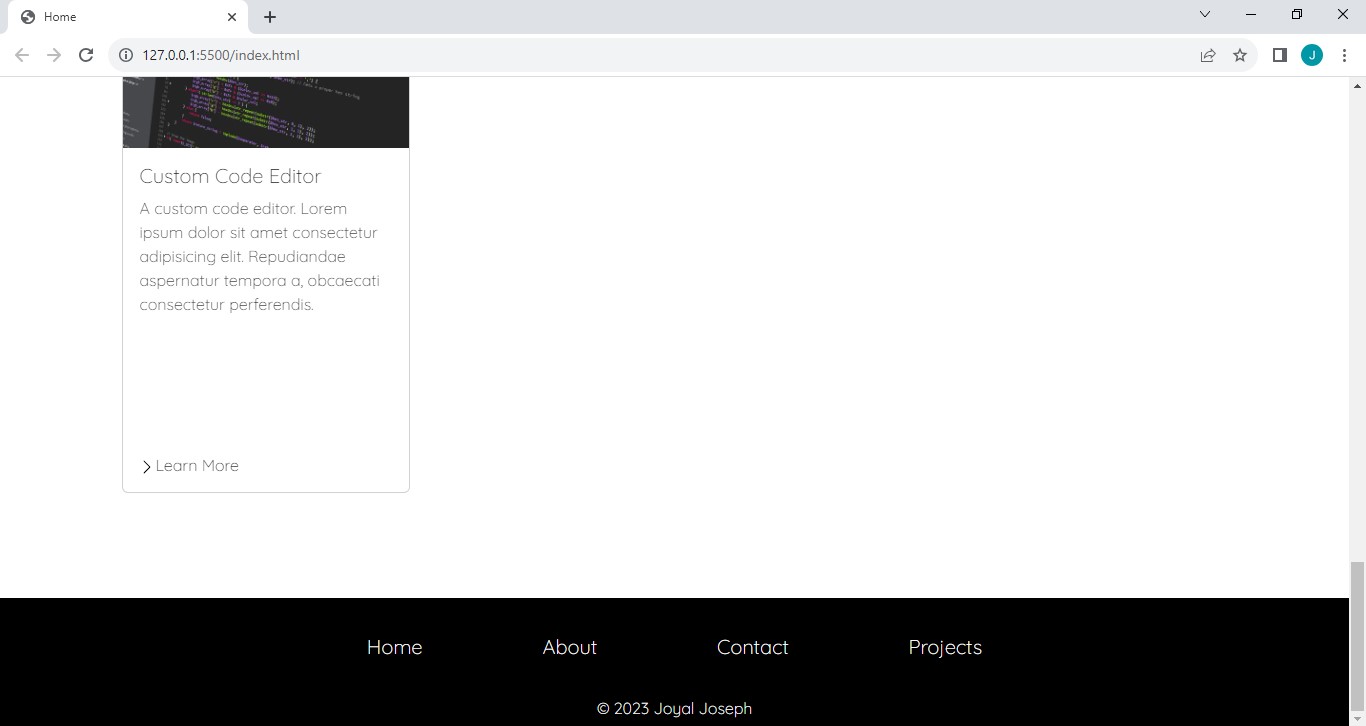 Home
127.0.0.1:5500/index.html
J
Custom Code Editor
A custom code editor. Lorem
ipsum dolor sit amet consectetur
adipisicing elit. Repudiandae
aspernatur tempora a, obcaecati
consectetur perferendis.
Learn More
Home About Contact Projects
© 2023 Joyal Joseph